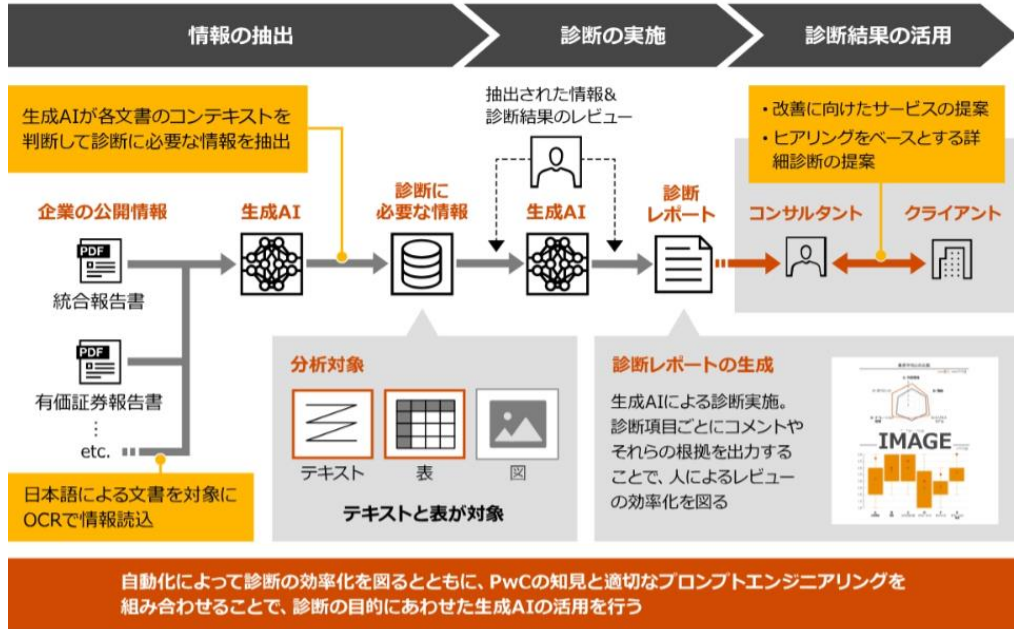 情報の抽出
診断の実施
診断結果の活用
生成AIが各文書のコンテキストを
判断して診断に必要な情報を抽出
抽出された情報&
診断結果のレビュー
・改善に向けたサービスの提案
・ヒアリングをベースとする詳
細診断の提案
企業の公開情報
生成AI
診断に
必要な情報
生成AI
診断
レポート
コンサルタント
クライアント
PDF
統合報告書
PDF
有価証券報告書
⋮
etc.
日本語による文書を対象に
OCRで情報読込
分析対象
テキスト
表
図
テキストと表が対象
診断レポートの生成
生成AIによる診断実施。
診断項目ごとにコメントや
それらの根拠を出力する
ことで、人によるレビュー
の効率化を図る
IMAGE
自動化によって診断の効率化を図るとともに、PwCの知見と適切なプロンプトエンジニアリングを
組み合わせることで、診断の目的にあわせた生成AIの活用を行う